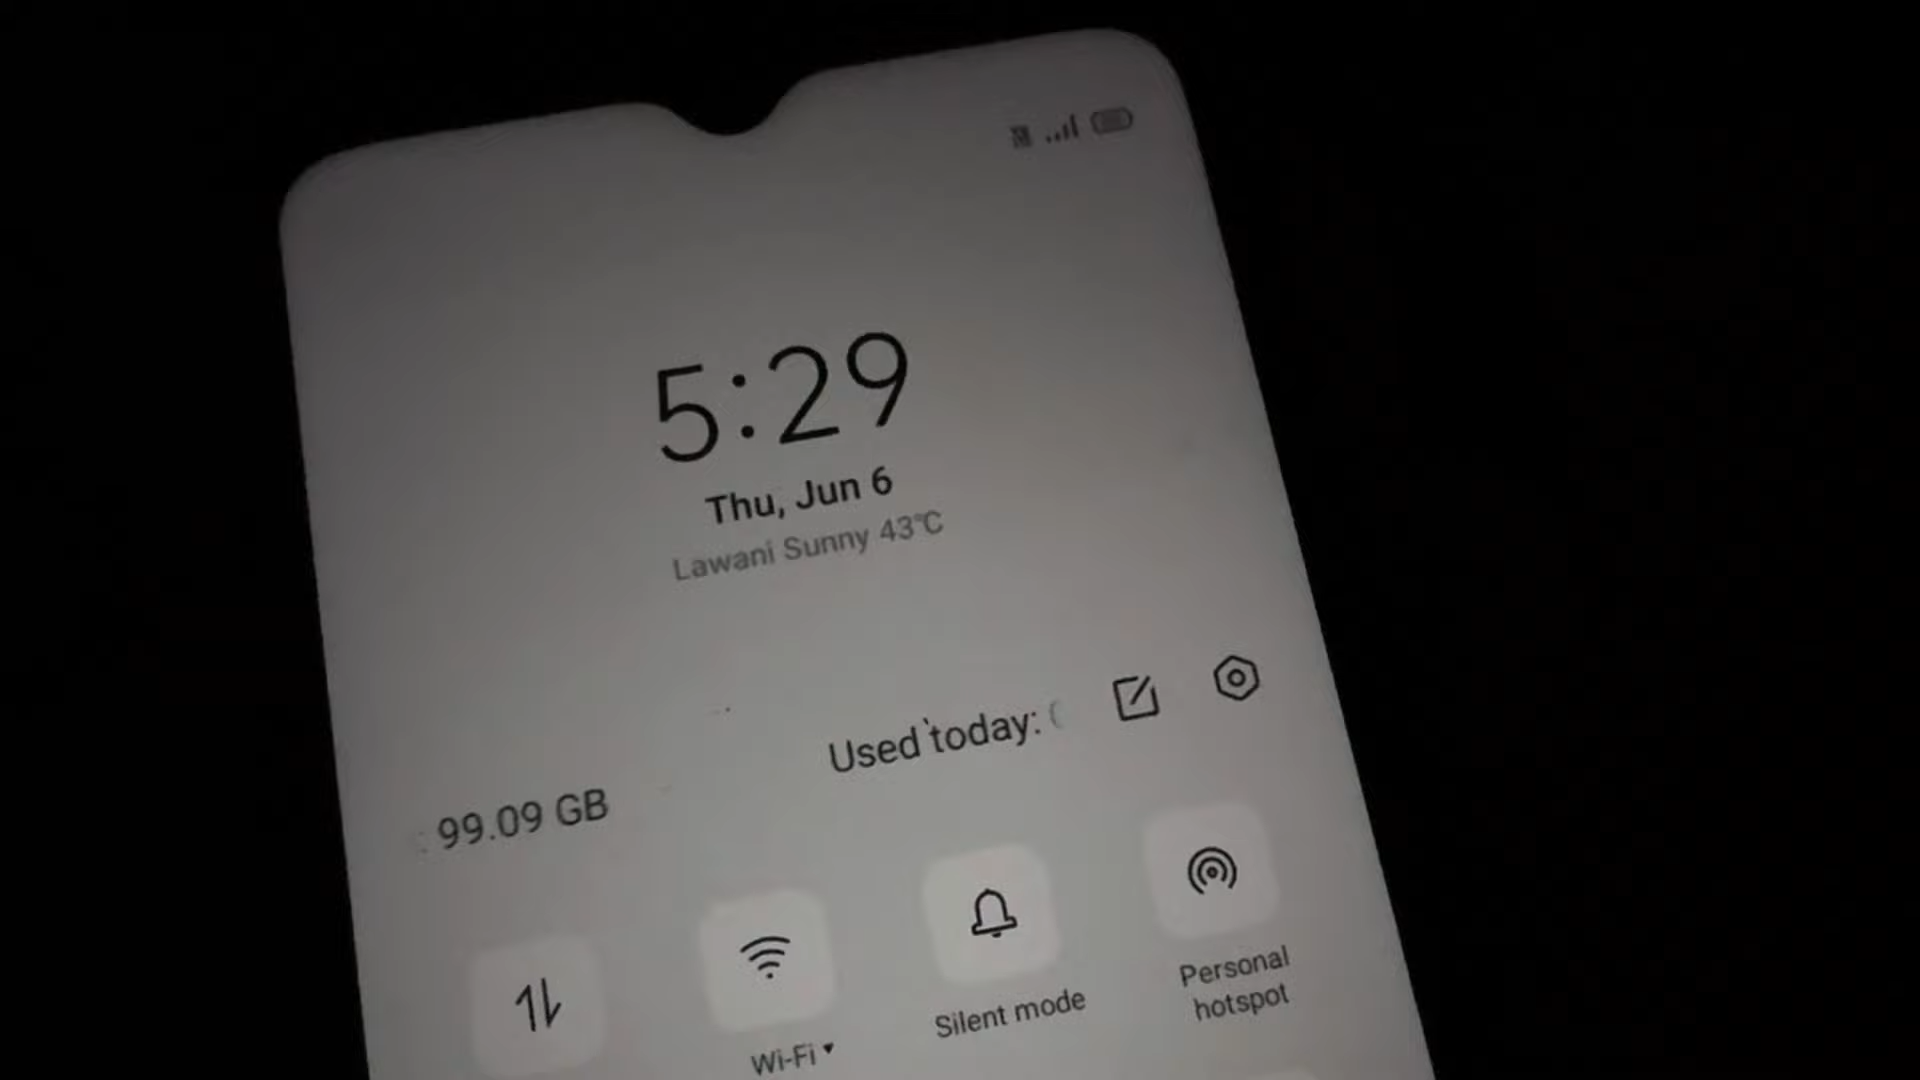 5:29
Thu, Jun 6
Lawani Sunny 43°C
Used today:
: 99.09 GB
Wi-Fi
Silent mode
Personal
hotspot